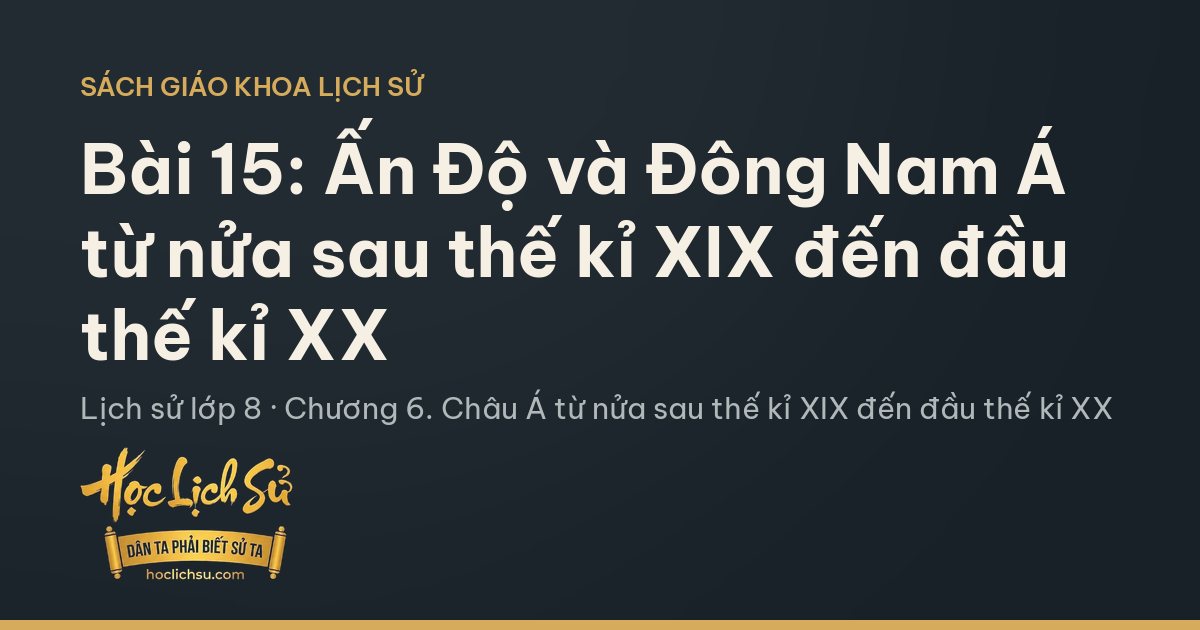 SÁCH GIÁO KHOA LỊCH SỬ
Bài 15: Ấn Độ và Đông Nam Á
từ nửa sau thế kỉ XIX đến đầu
thế kỉ XX
Lịch sử lớp 8 · Chương 6. Châu Á từ nửa sau thế kỉ XIX đến đầu thế kỉ XX
Học Lịch Sử
DÂN TA PHẢI BIẾT SỬ TA
hoclichsu.com